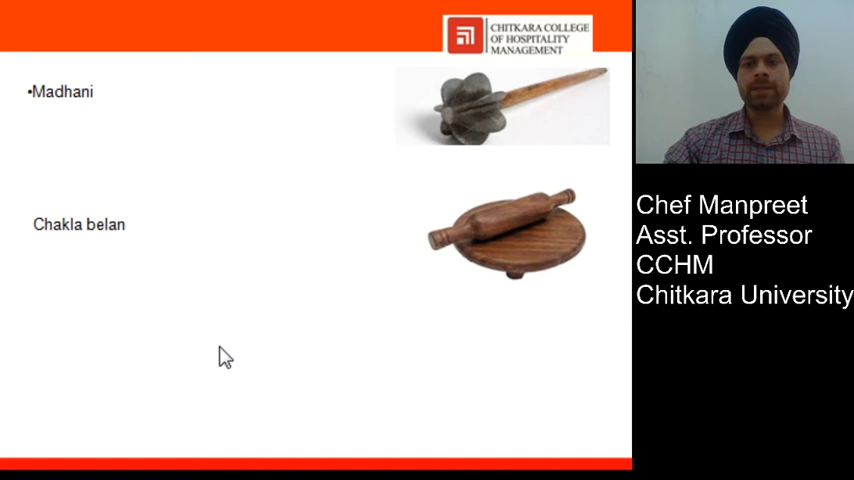 CHITKARA COLLEGE
OF HOSPITALITY
MANAGEMENT
•Madhani
Chakla belan
Chef Manpreet
Asst. Professor
CCHM
Chitkara University